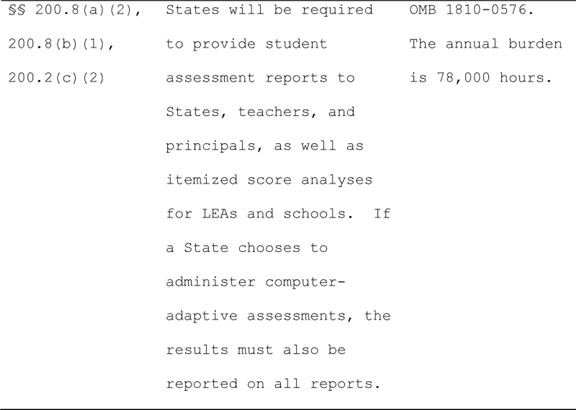 §§ 200.8(a)(2), States will be required OMB 1810-0576.
200.8(b)(1), to provide student The annual burden
200.2(c)(2) assessment reports to is 78,000 hours.
States, teachers, and
principals, as well as
itemized score analyses
for LEAs and schools.  If
a State chooses to
administer computer-
adaptive assessments, the
results must also be
reported on all reports.